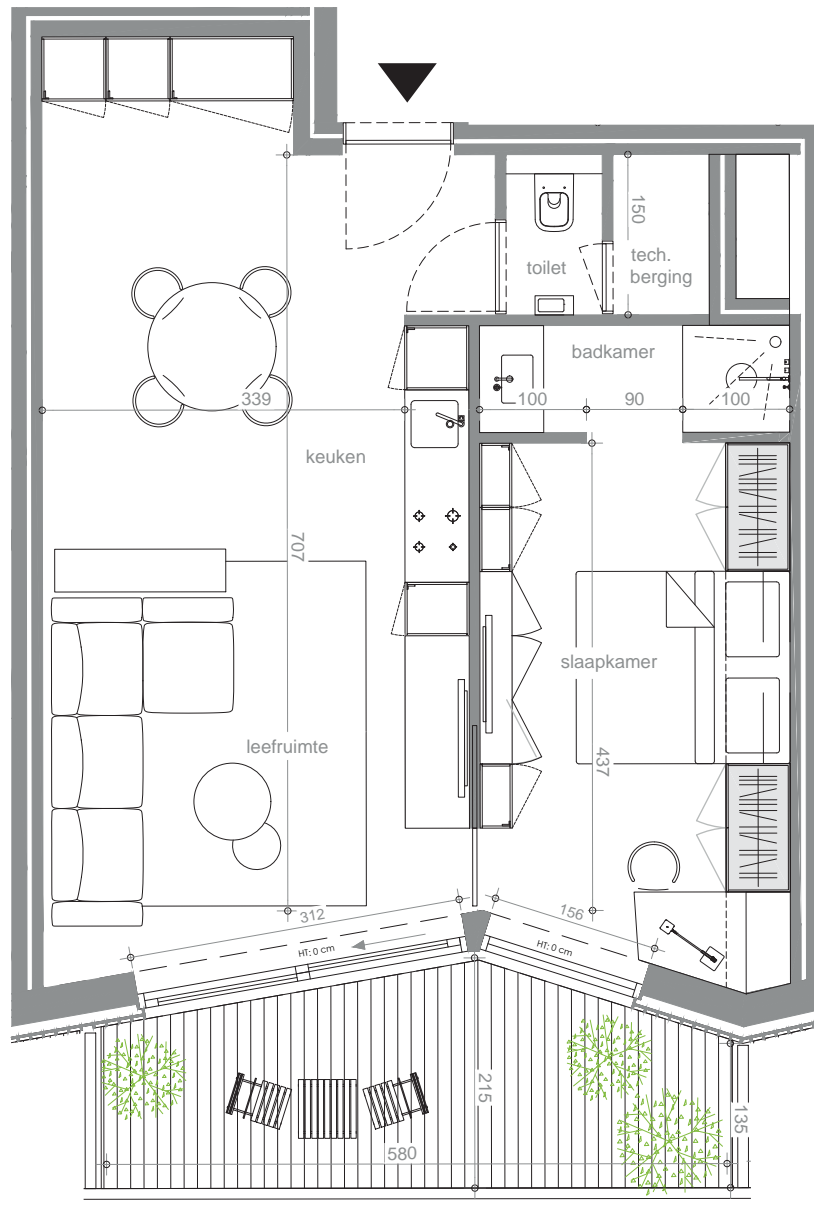 150
toilet
tech.
berging
badkamer
339
100
90
100
keuken
707
slaapkamer
leefruimte
437
312
156
HT: 0 cm
HT: 0 cm
215
135
580